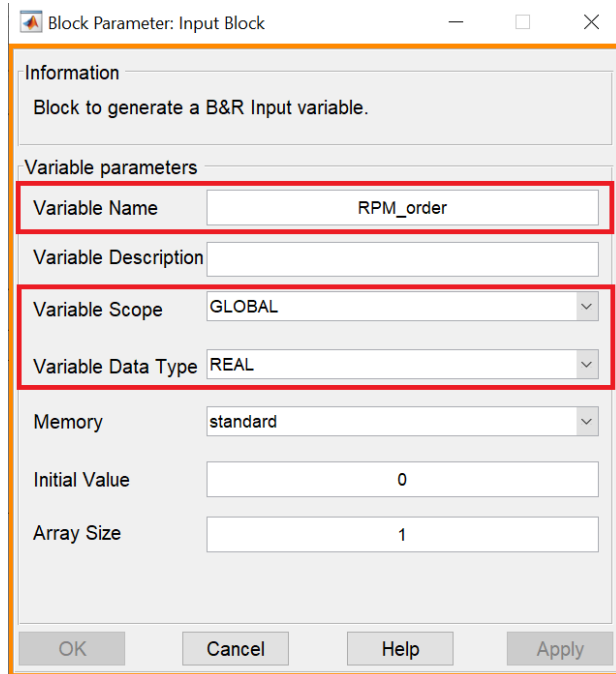 Block Parameter: Input Block
Information
Block to generate a B&R Input variable.
Variable parameters
Variable Name RPM_order
Variable Description
Variable Scope GLOBAL
Variable Data Type REAL
Memory standard
Initial Value 0
Array Size 1
OK Cancel Help Apply